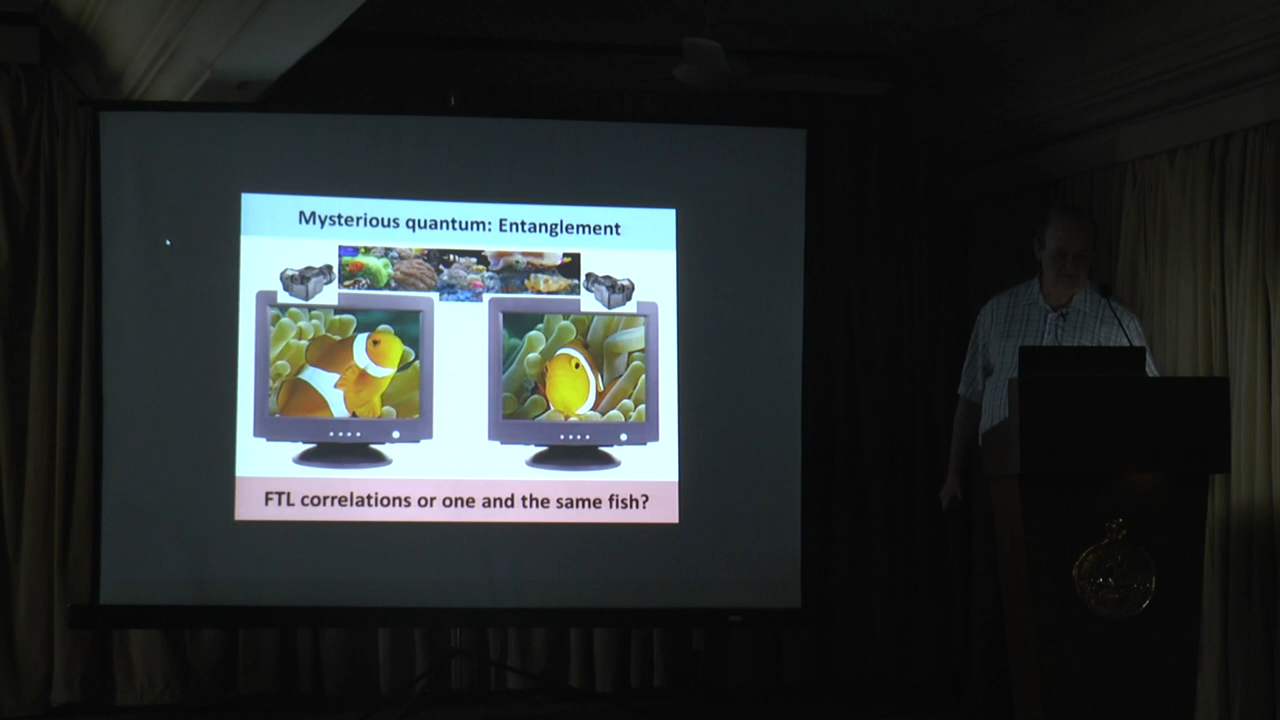 Mysterious quantum: Entanglement
FTL correlations or one and the same fish?